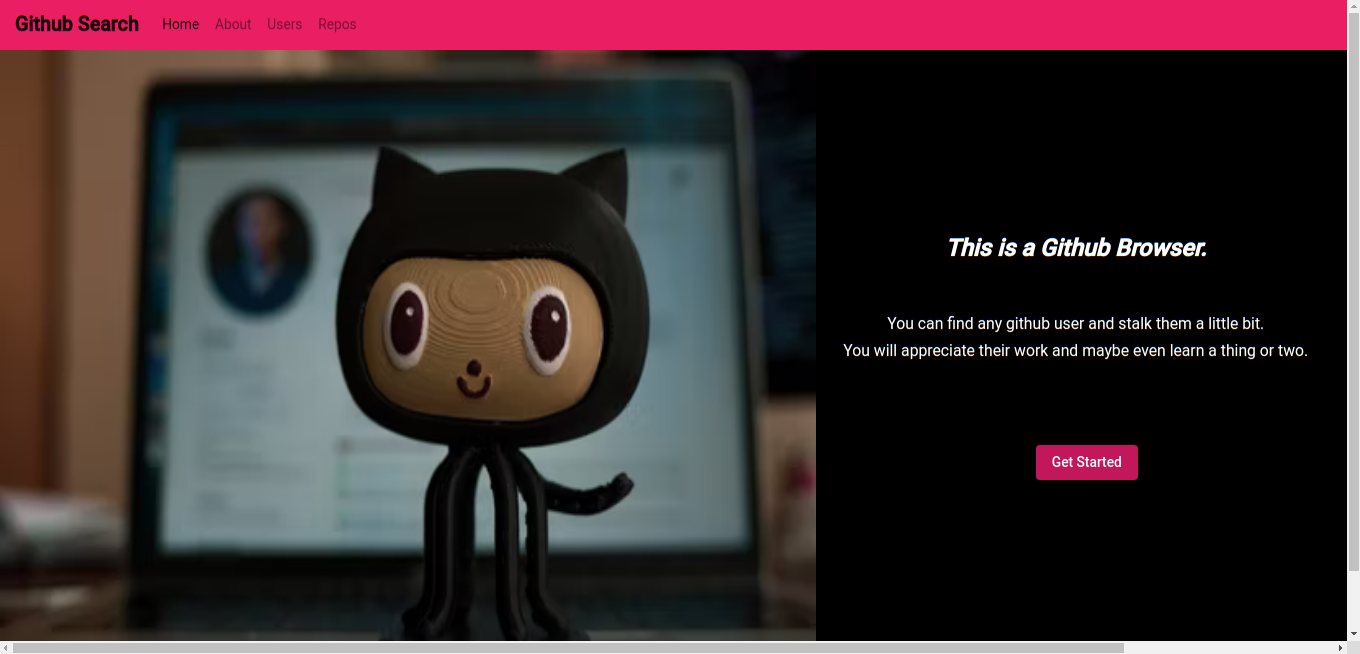 Github Search Home About Users Repos
This is a Github Browser.
You can find any github user and stalk them a little bit.
You will appreciate their work and maybe even learn a thing or two.
Get Started